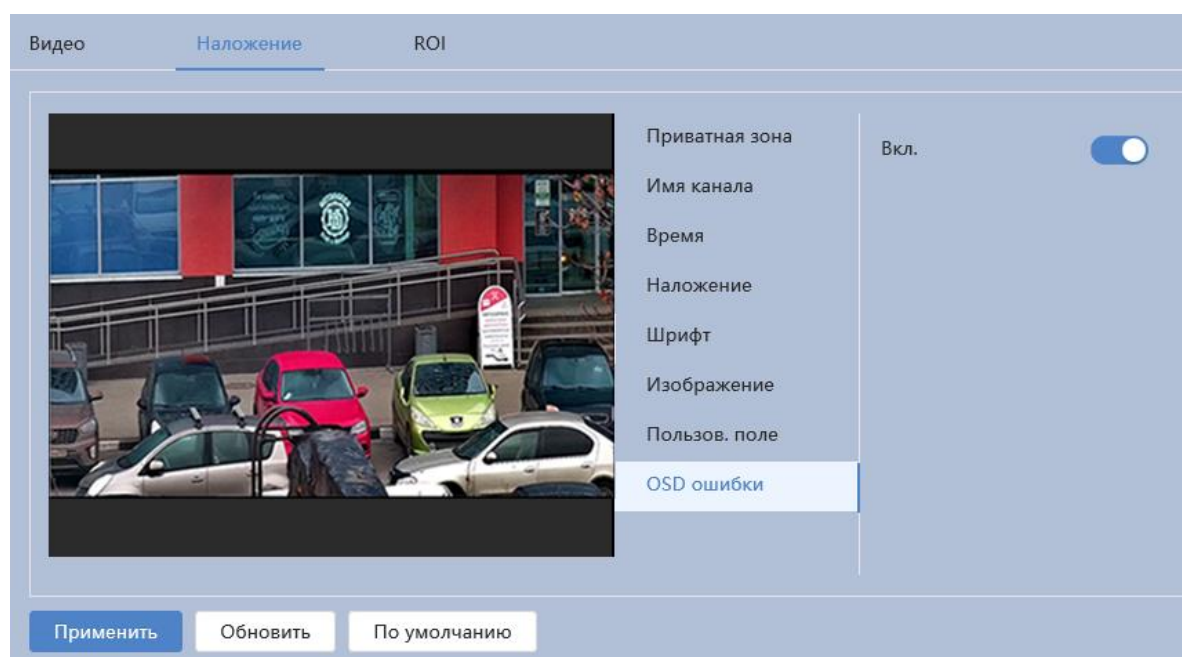 Видео Наложение ROI
Приватная зона
Вкл.
Имя канала
Время
Наложение
Шрифт
Изображение
Пользов. поле
OSD ошибки
Применить Обновить По умолчанию